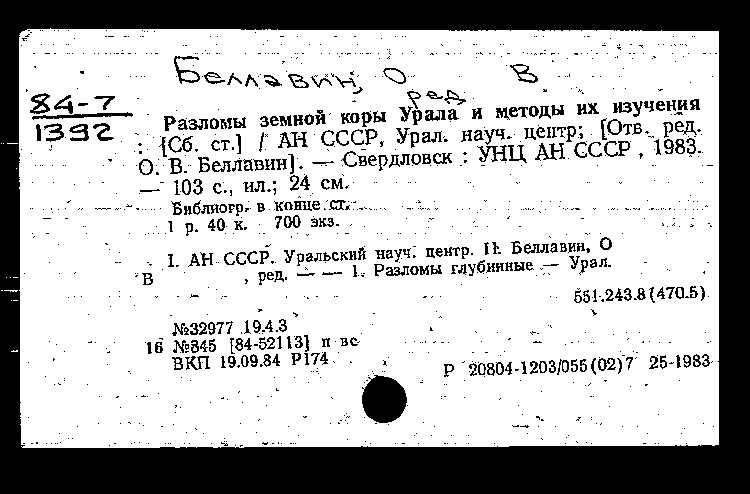 Беллавин, О В
ред
84-7
1392
Разломы земной коры Урала и методы их изучения
: [Сб. ст.] / АН СССР, Урал. науч. центр; [Отв. ред.
О. В. Беллавин]. — Свердловск : УНЦ АН СССР , 1983.
— 103 с., ил.; 24 см.
Библиогр. в конце ст.
1 р. 40 к. 700 экз.
I. АН СССР. Уральский науч. центр. II. Беллавин, О
В , ред. — — 1. Разломы глубинные — Урал.
551.243.8(470.5)
№32977 19.4.3
16 №845 [84-52113] п вс
ВКП 19.09.84 Р174
Р 20804-1203/055(02)7 25-1983